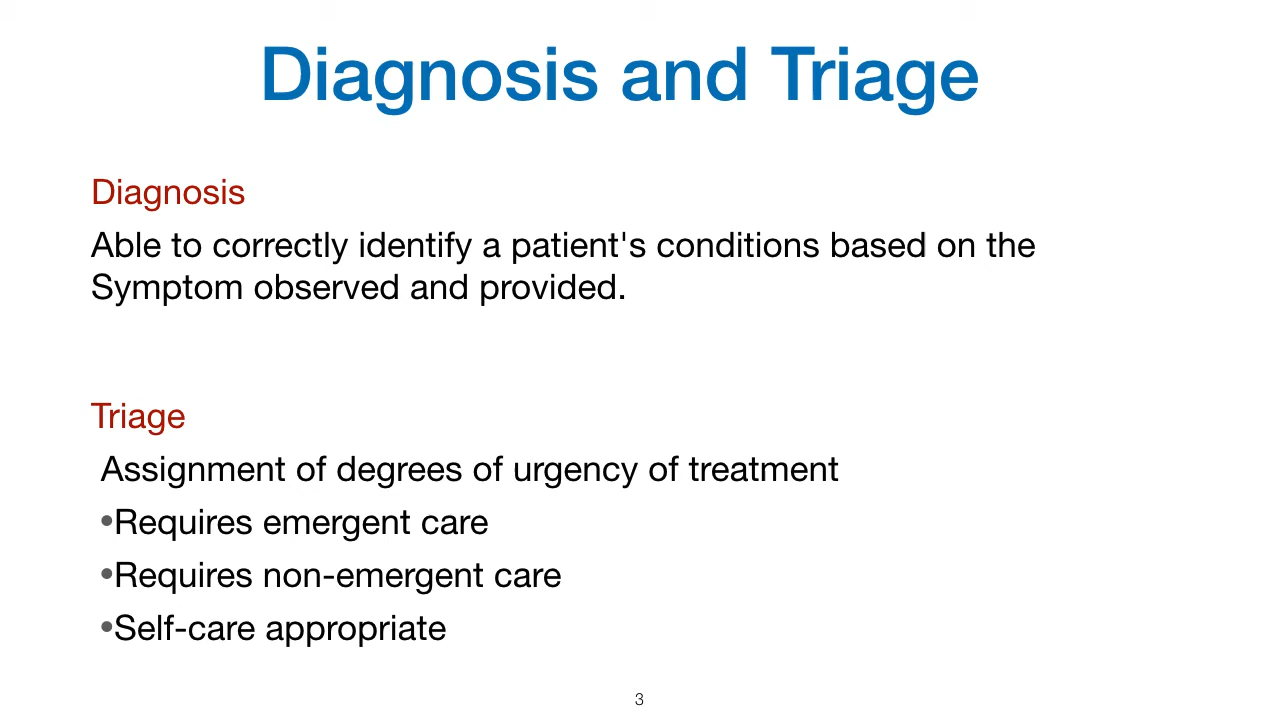 Diagnosis and Triage
Diagnosis
Able to correctly identify a patient's conditions based on the
Symptom observed and provided.
Triage
Assignment of degrees of urgency of treatment
•Requires emergent care
•Requires non-emergent care
•Self-care appropriate
3